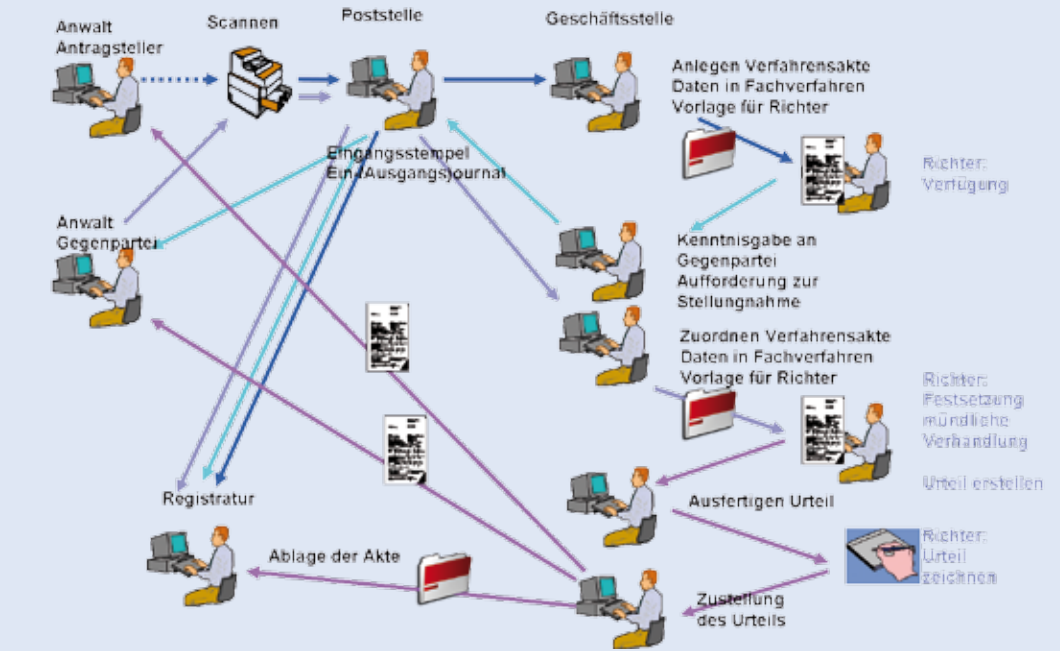 Anwalt
Antragsteller
Scannen
Poststelle
Geschäftsstelle
Anlegen Verfahrensakte
Daten in Fachverfahren
Vorlage für Richter
Eingangsstempel
Ein-(Ausgangs)journal
Richter:
Verfügung
Anwalt
Gegenpartei
Kenntnisgabe an
Gegenpartei
Aufforderung zur
Stellungnahme
Zuordnen Verfahrensakte
Daten in Fachverfahren
Vorlage für Richter
Richter:
Festsetzung
mündliche
Verhandlung
Urteil erstellen
Registratur
Ausfertigen Urteil
Richter:
Urteil
zeichnen
Ablage der Akte
Zustellung
des Urteils